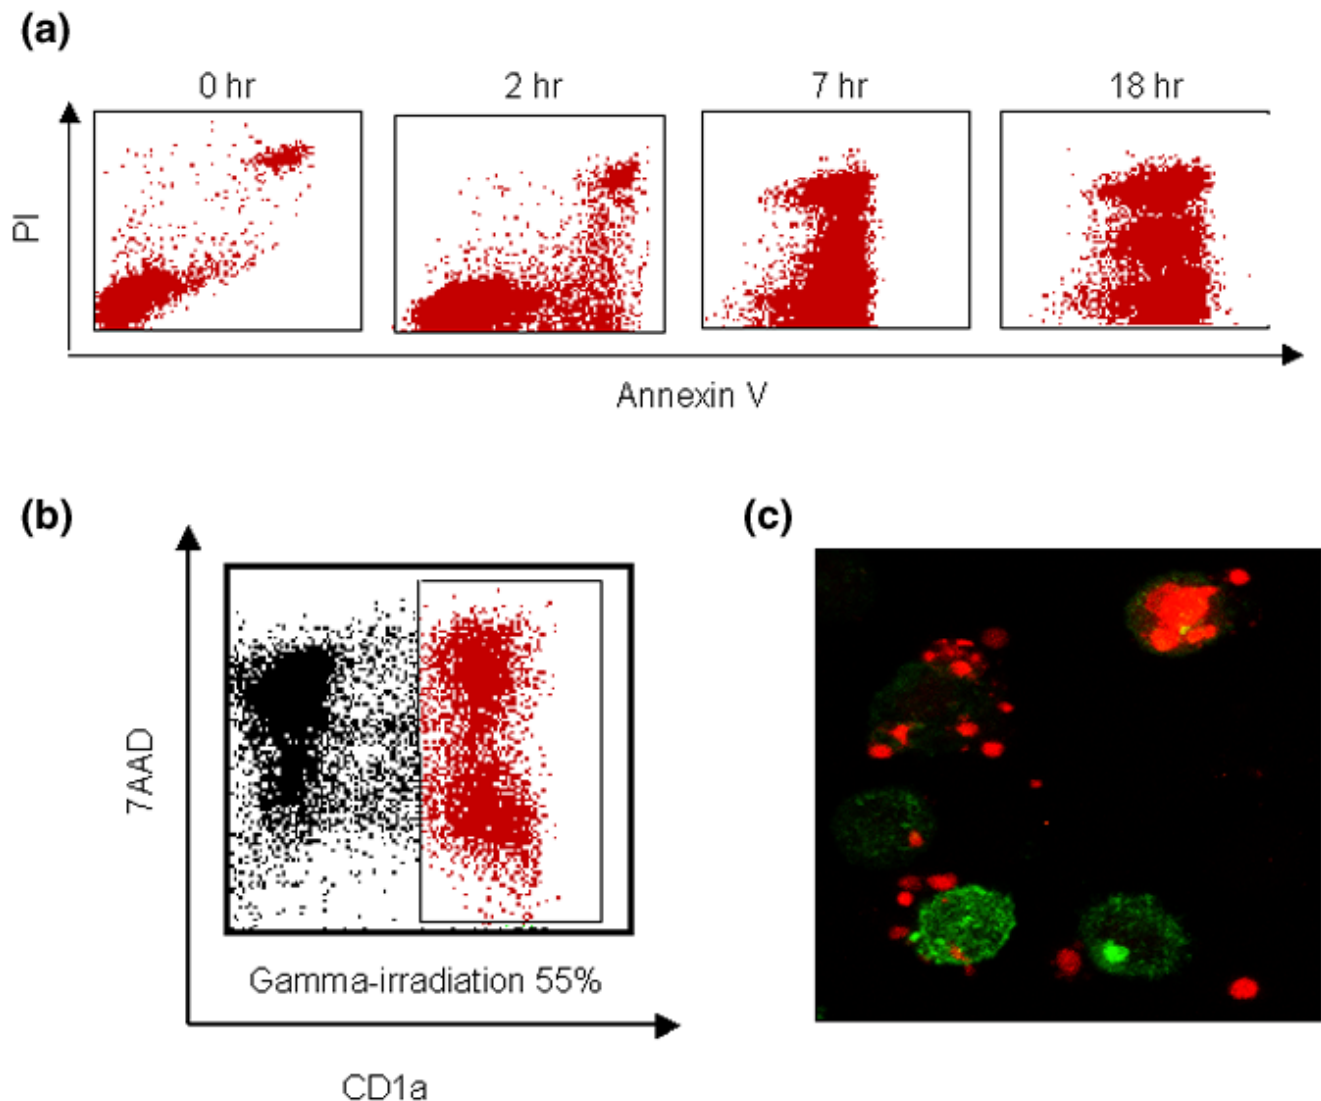 (a)
0 hr 2 hr 7 hr 18 hr
PI
Annexin V
(b)
(c)
7AAD
Gamma-irradiation 55%
CD1a